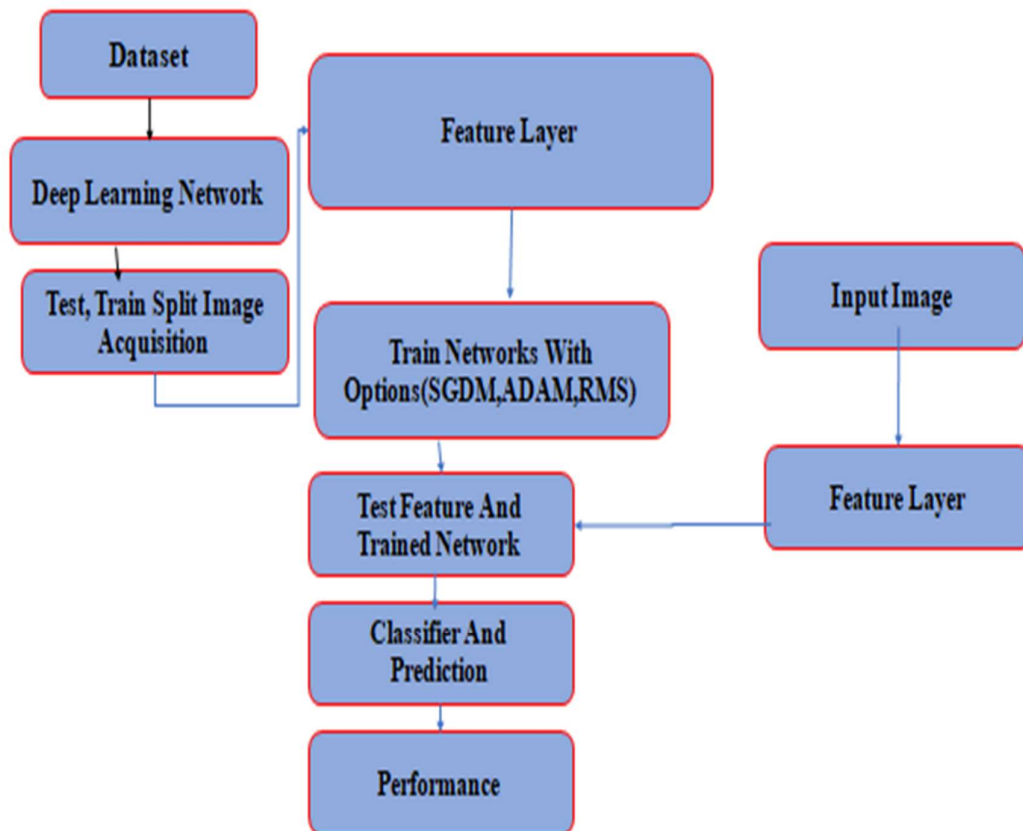 Dataset
Deep Learning Network
Test, Train Split Image
Acquisition
Feature Layer
Train Networks With
Options(SGDM,ADAM,RMS)
Input Image
Feature Layer
Test Feature And
Trained Network
Classifier And
Prediction
Performance